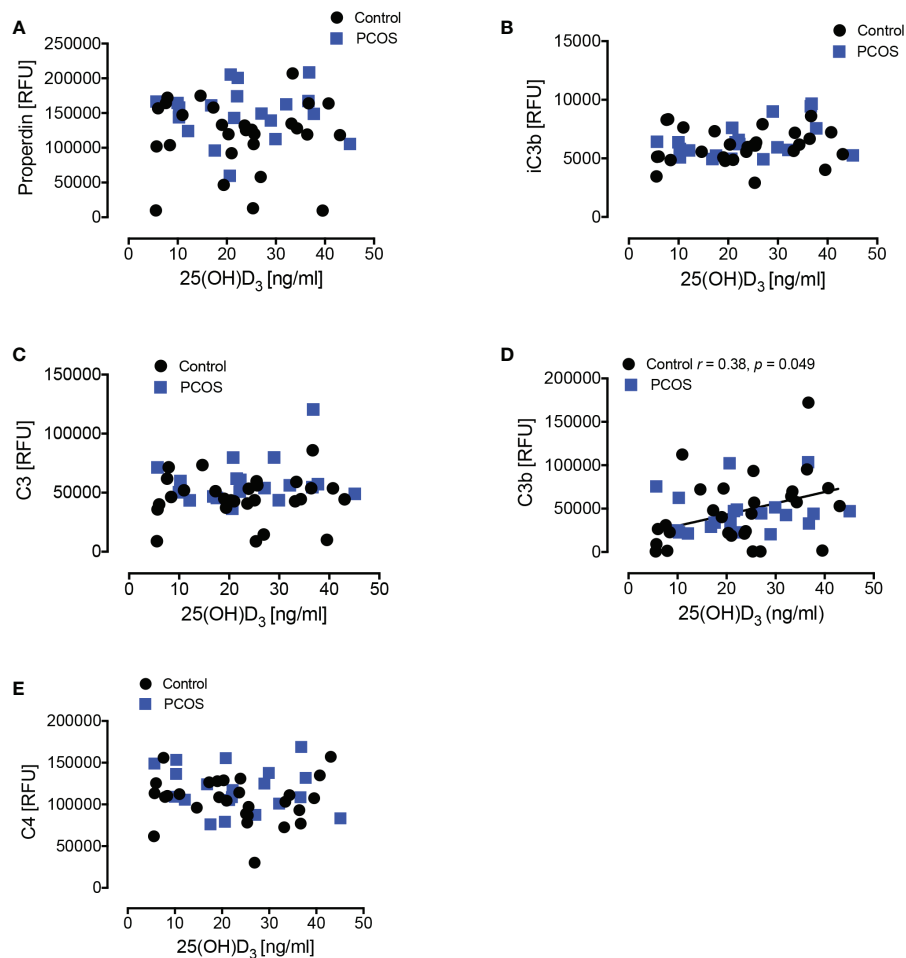 A
Control
PCOS
250000
200000
150000
100000
50000
0
Properdin [RFU]
0 10 20 30 40 50
25(OH)D3 [ng/ml]
B
Control
PCOS
15000
10000
5000
0
iC3b [RFU]
0 10 20 30 40 50
25(OH)D3 [ng/ml]
C
Control
PCOS
150000
100000
50000
0
C3 [RFU]
0 10 20 30 40 50
25(OH)D3 [ng/ml]
D
Control r = 0.38, p = 0.049
PCOS
200000
150000
100000
50000
0
C3b [RFU]
0 10 20 30 40 50
25(OH)D3 (ng/ml)
E
Control
PCOS
200000
150000
100000
50000
0
C4 [RFU]
0 10 20 30 40 50
25(OH)D3 [ng/ml]